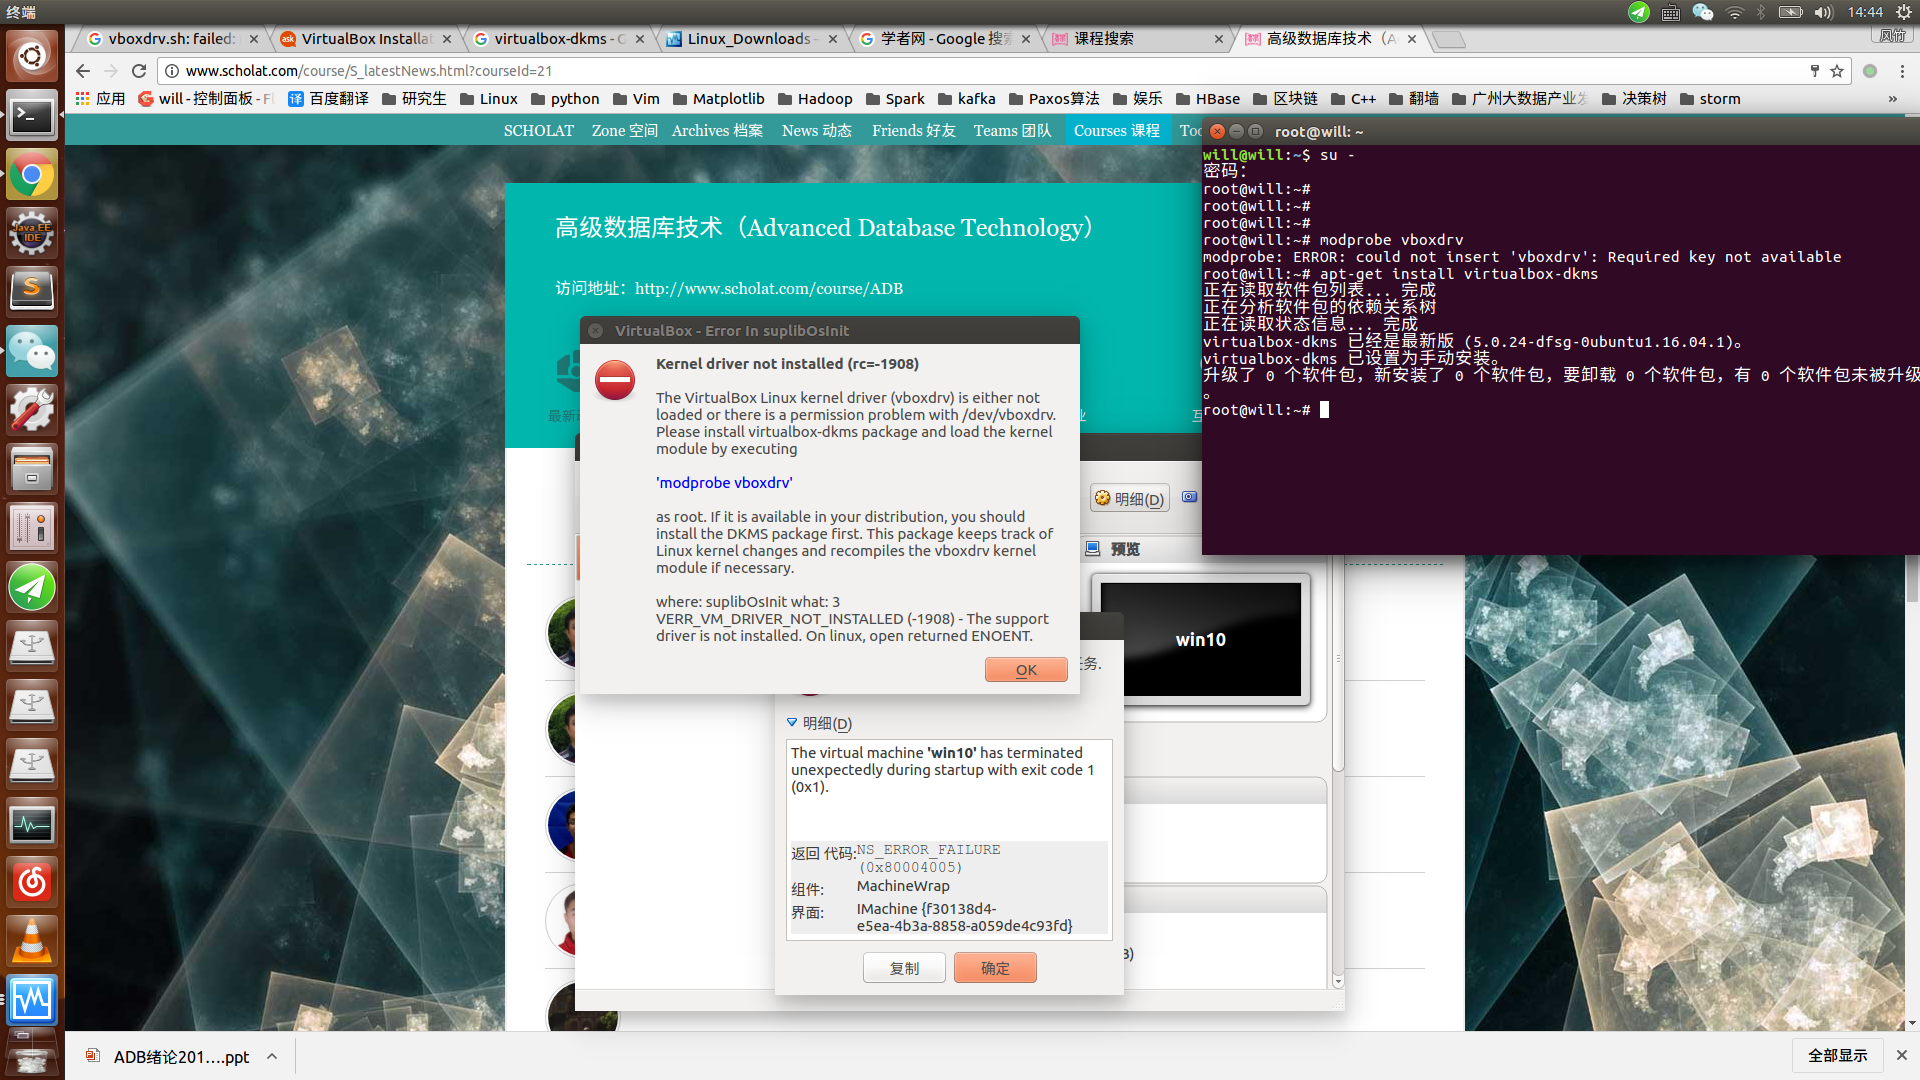 终端
14:44
vboxdrv.sh: failed:
VirtualBox Installat
virtualbox-dkms - G
Linux_Downloads -
学者网 - Google 搜索
课程搜索
高级数据库技术（A
风竹
www.scholat.com/course/S_latestNews.html?courseId=21
应用
will - 控制面板 - Fl
百度翻译
研究生
Linux
python
Vim
Matplotlib
Hadoop
Spark
kafka
Paxos算法
娱乐
HBase
区块链
C++
翻墙
广州大数据产业
决策树
storm
»
SCHOLAT
Zone 空间
Archives 档案
News 动态
Friends 好友
Teams 团队
Courses 课程
Too
高级数据库技术（Advanced Database Technology）
访问地址：http://www.scholat.com/course/ADB
最新
业
互
root@will: ~
will@will:~$ su -
密码：
root@will:~#
root@will:~#
root@will:~#
root@will:~# modprobe vboxdrv
modprobe: ERROR: could not insert 'vboxdrv': Required key not available
root@will:~# apt-get install virtualbox-dkms
正在读取软件包列表... 完成
正在分析软件包的依赖关系树
正在读取状态信息... 完成
virtualbox-dkms 已经是最新版 (5.0.24-dfsg-0ubuntu1.16.04.1)。
virtualbox-dkms 已设置为手动安装。
升级了 0 个软件包，新安装了 0 个软件包，要卸载 0 个软件包，有 0 个软件包未被升级
。
root@will:~#
VirtualBox - Error In suplibOsInit
Kernel driver not installed (rc=-1908)
The VirtualBox Linux kernel driver (vboxdrv) is either not
loaded or there is a permission problem with /dev/vboxdrv.
Please install virtualbox-dkms package and load the kernel
module by executing
'modprobe vboxdrv'
as root. If it is available in your distribution, you should
install the DKMS package first. This package keeps track of
Linux kernel changes and recompiles the vboxdrv kernel
module if necessary.
where: suplibOsInit what: 3
VERR_VM_DRIVER_NOT_INSTALLED (-1908) - The support
driver is not installed. On linux, open returned ENOENT.
OK
明细(D)
预览
win10
任务.
明细(D)
The virtual machine 'win10' has terminated
unexpectedly during startup with exit code 1
(0x1).
返回 代码:
NS_ERROR_FAILURE
(0x80004005)
组件:
MachineWrap
界面:
IMachine {f30138d4-
e5ea-4b3a-8858-a059de4c93fd}
复制
确定
3)
Java EE
IDE
ADB绪论201....ppt
全部显示